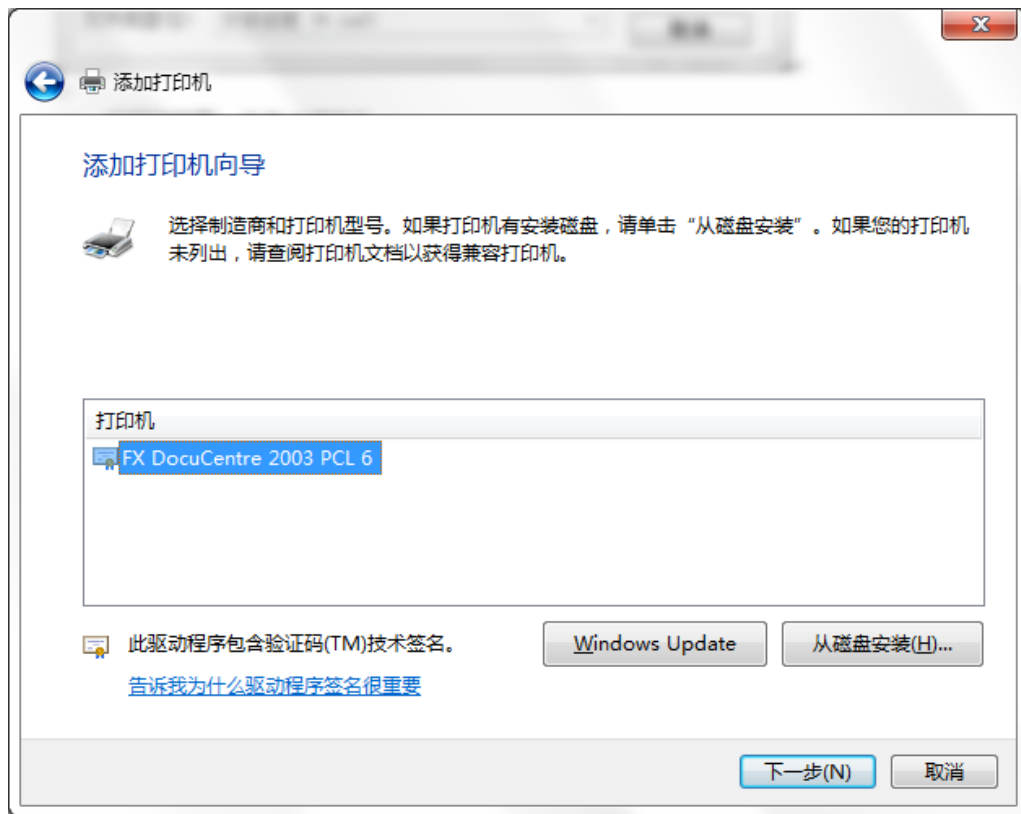 添加打印机
添加打印机向导
选择制造商和打印机型号。如果打印机有安装磁盘，请单击“从磁盘安装”。如果您的打印机
未列出，请查阅打印机文档以获得兼容打印机。
打印机
FX DocuCentre 2003 PCL 6
此驱动程序包含验证码(TM)技术签名。
Windows Update
从磁盘安装(H)...
告诉我为什么驱动程序签名很重要
下一步(N)
取消